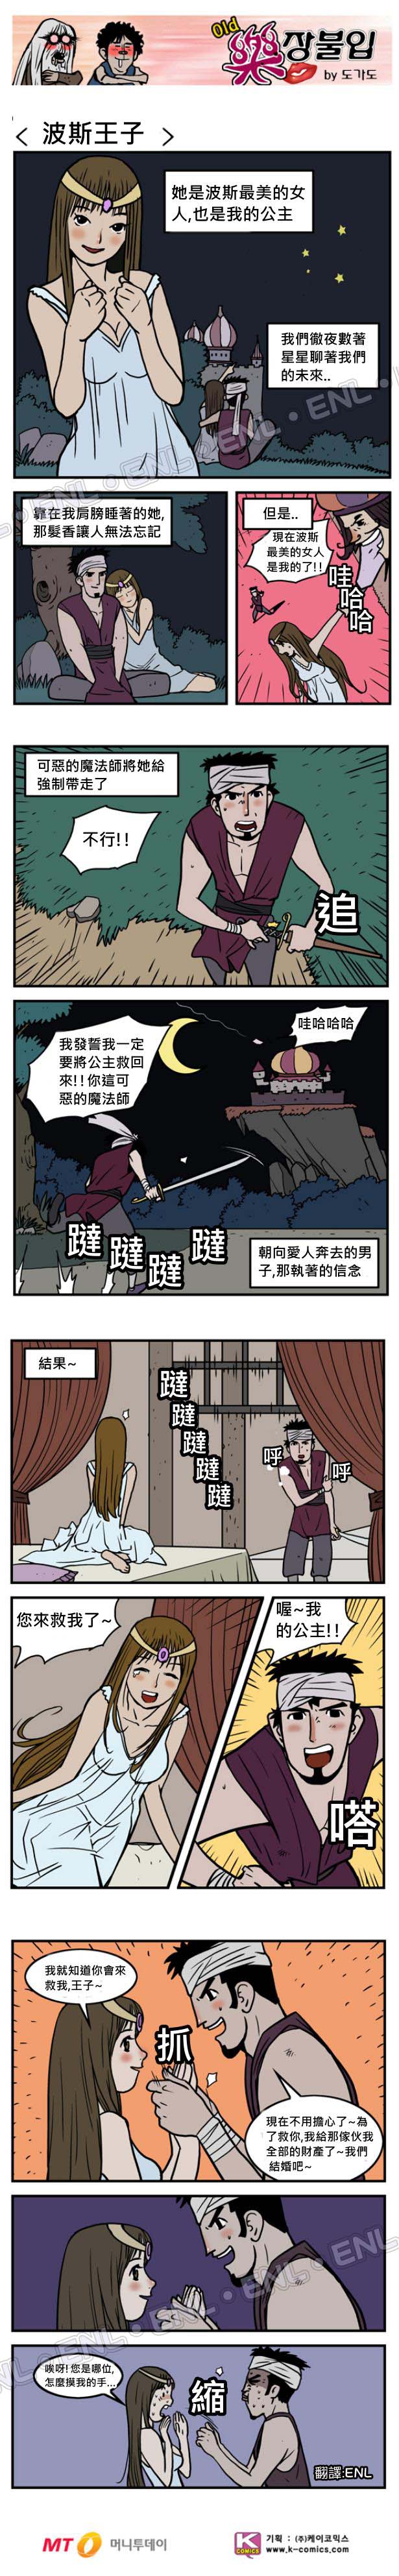 Old
樂장불입
by 도가도
< 波斯王子 >
她是波斯最美的女
人,也是我的公主
我們徹夜數著
星星聊著我們
的未來..
靠在我肩膀睡著的她,
那髮香讓人無法忘記
但是..
現在波斯
最美的女人
是我的了!!
哇
哈
哈
可惡的魔法師將她給
強制帶走了
不行!!
追
我發誓我一定
要將公主救回
來!!你這可
惡的魔法師
哇哈哈哈
躂
躂
躂
躂
朝向愛人奔去的男
子,那執著的信念
結果~
躂
躂
躂
躂
躂
呼
呼
您來救我了~
喔~我
的公主!!
嗒
我就知道你會來
救我,王子~
抓
現在不用擔心了~為
了救你,我給那傢伙我
全部的財產了~我們
結婚吧~
唉呀!您是哪位,
怎麼摸我的手...
縮
翻譯:ENL
ENL • ENL • ENL • ENL
ENL • ENL • ENL • ENL
MT 머니투데이
K COMICS
기획 : (주)케이코믹스
www.k-comics.com